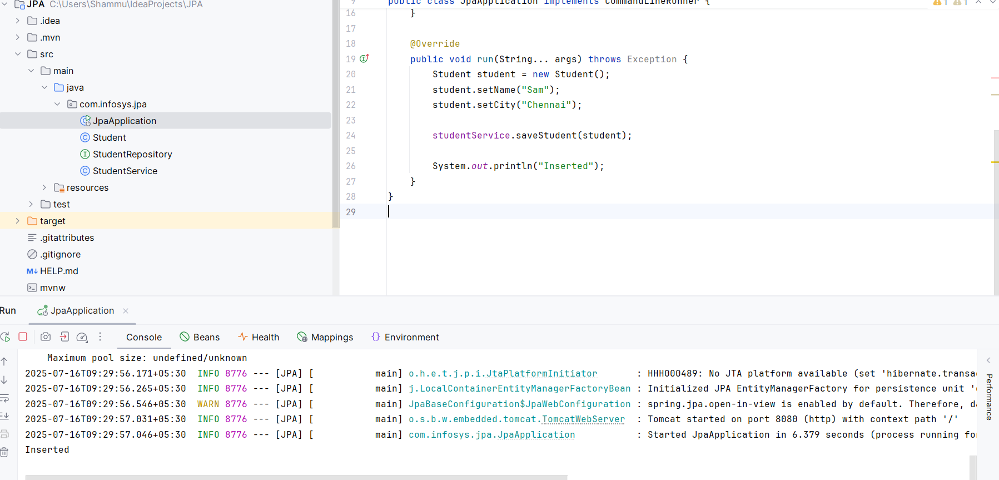 JPA C:\Users\Shammu\IdeaProjects\JPA
.idea
.mvn
src
main
java
com.infosys.jpa
JpaApplication
Student
StudentRepository
StudentService
resources
test
target
.gitattributes
.gitignore
M↓ HELP.md
mvnw
9 public class JpaApplication implements CommandLineRunner {
1 1
16 }
17
18 @Override
19 public void run(String... args) throws Exception {
20 Student student = new Student();
21 student.setName("Sam");
22 student.setCity("Chennai");
23
24 studentService.saveStudent(student);
25
26 System.out.println("Inserted");
27 }
28 }
29
Run JpaApplication
Console Beans Health Mappings Environment
Maximum pool size: undefined/unknown
2025-07-16T09:29:56.171+05:30 INFO 8776 --- [JPA] [ main] o.h.e.t.j.p.i.JtaPlatformInitiator : HHH000489: No JTA platform available (set 'hibernate.transa
2025-07-16T09:29:56.265+05:30 INFO 8776 --- [JPA] [ main] j.LocalContainerEntityManagerFactoryBean : Initialized JPA EntityManagerFactory for persistence unit '
2025-07-16T09:29:56.546+05:30 WARN 8776 --- [JPA] [ main] JpaBaseConfiguration$JpaWebConfiguration : spring.jpa.open-in-view is enabled by default. Therefore,
2025-07-16T09:29:57.031+05:30 INFO 8776 --- [JPA] [ main] o.s.b.w.embedded.tomcat.TomcatWebServer : Tomcat started on port 8080 (http) with context path '/'
2025-07-16T09:29:57.046+05:30 INFO 8776 --- [JPA] [ main] com.infosys.jpa.JpaApplication : Started JpaApplication in 6.379 seconds (process running for
Inserted
Performance